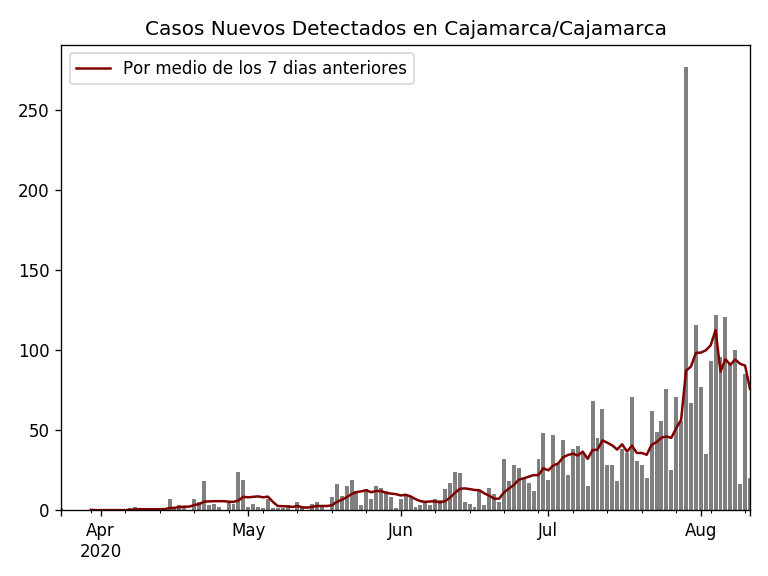 Casos Nuevos Detectados en Cajamarca/Cajamarca
Por medio de los 7 dias anteriores
250
200
150
100
50
0
Apr
2020
May
Jun
Jul
Aug